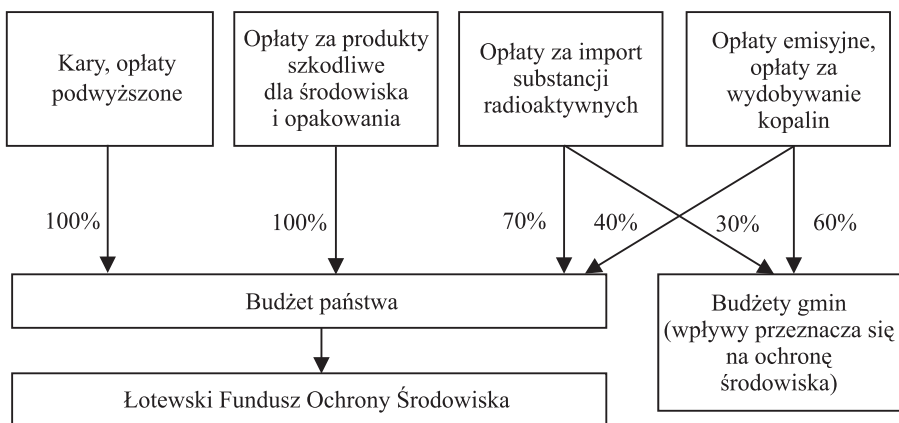 Kary, opłaty
podwyższone
Opłaty za produkty
szkodliwe
dla środowiska
i opakowania
Opłaty za import
substancji
radioaktywnych
Opłaty emisyjne,
opłaty za
wydobywanie
kopalin
100%
100%
70%
40%
30%
60%
Budżet państwa
Budżety gmin
(wpływy przeznacza się
na ochronę
środowiska)
Łotewski Fundusz Ochrony Środowiska